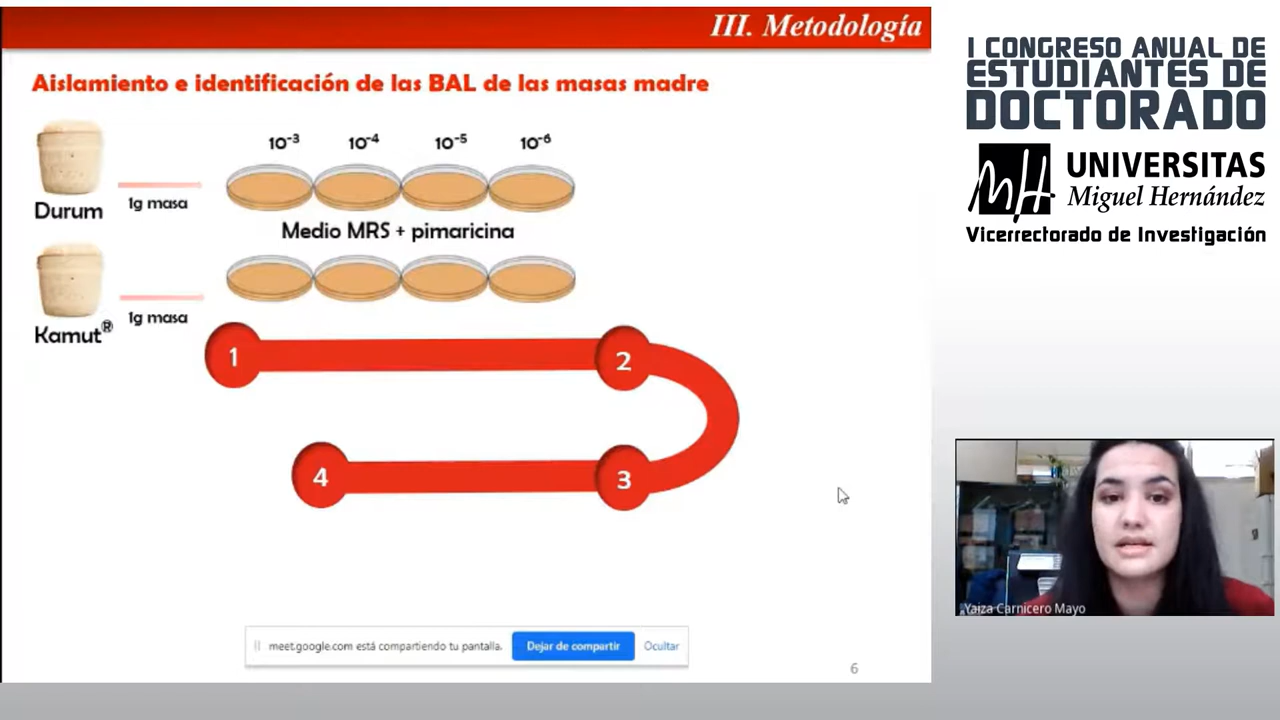 III. Metodología
Aislamiento e identificación de las BAL de las masas madre
10⁻³ 10⁻⁴ 10⁻⁵ 10⁻⁶
Durum
1g masa
Medio MRS + pimaricina
Kamut®
1g masa
1
2
3
4
meet.google.com está compartiendo tu pantalla.
Dejar de compartir
Ocultar
6
I CONGRESO ANUAL DE
ESTUDIANTES DE
DOCTORADO
UNIVERSITAS
Miguel Hernández
Vicerrectorado de Investigación
Yaiza Carnicero Mayo